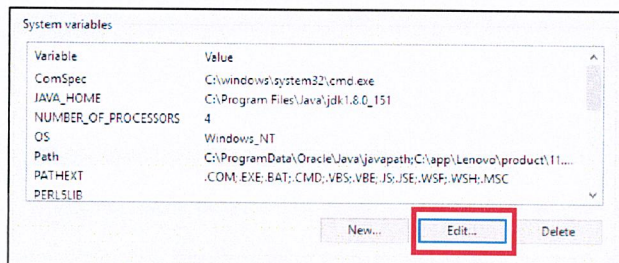 System variables
Variable Value
ComSpec C:\windows\system32\cmd.exe
JAVA_HOME C:\Program Files\Java\jdk1.8.0_151
NUMBER_OF_PROCESSORS 4
OS Windows_NT
Path C:\ProgramData\Oracle\Java\javapath;C:\app\Lenovo\product\11....
PATHEXT .COM;.EXE;.BAT;.CMD;.VBS;.VBE;.JS;.JSE;.WSF;.WSH;.MSC
PERL5LIB
New... Edit... Delete